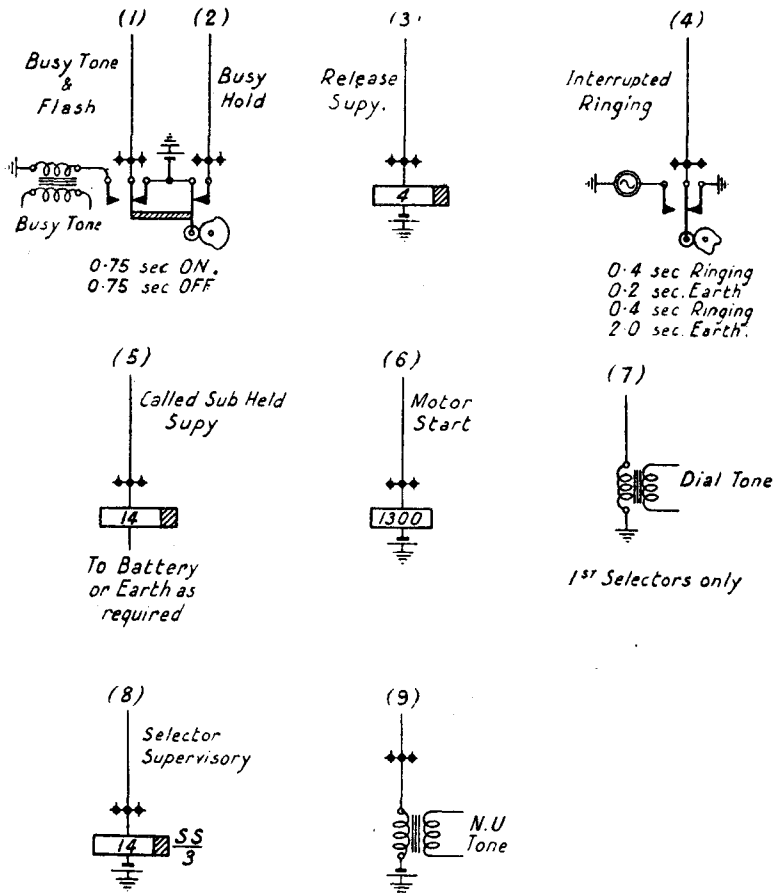 (1)
(2)
(3)
(4)
Busy Tone
&
Flash
Busy
Hold
Release
Supy.
Interrupted
Ringing
Busy Tone
4
0·75 sec ON.
0·75 sec OFF
0·4 sec Ringing
0·2 sec. Earth
0·4 sec Ringing
2·0 sec. Earth.
(5)
(6)
(7)
Called Sub Held
Supy
Motor
Start
Dial Tone
14
1300
To Battery
or Earth as
required
1ST Selectors only
(8)
(9)
Selector
Supervisory
14
SS
3
N.U
Tone